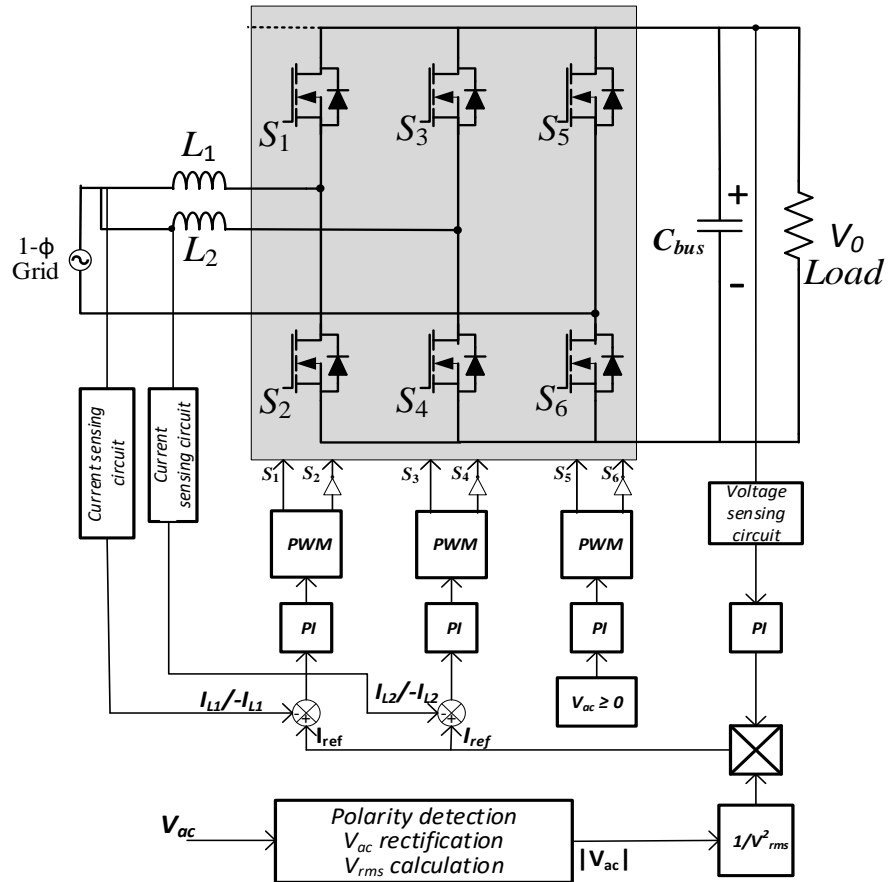 S1
S3
S5
L1
L2
1-ϕ
Grid
Cbus
+
-
V0
Load
S2
S4
S6
Current sensing
circuit
Current
sensing circuit
S1
S2
S3
S4
S5
S6
Voltage
sensing
circuit
PWM
PWM
PWM
PI
PI
PI
PI
IL1/-IL1
IL2/-IL2
Vac ≥ 0
- +
- +
Iref
Iref
Vac
Polarity detection
Vac rectification
Vrms calculation
|Vac|
1/V²rms